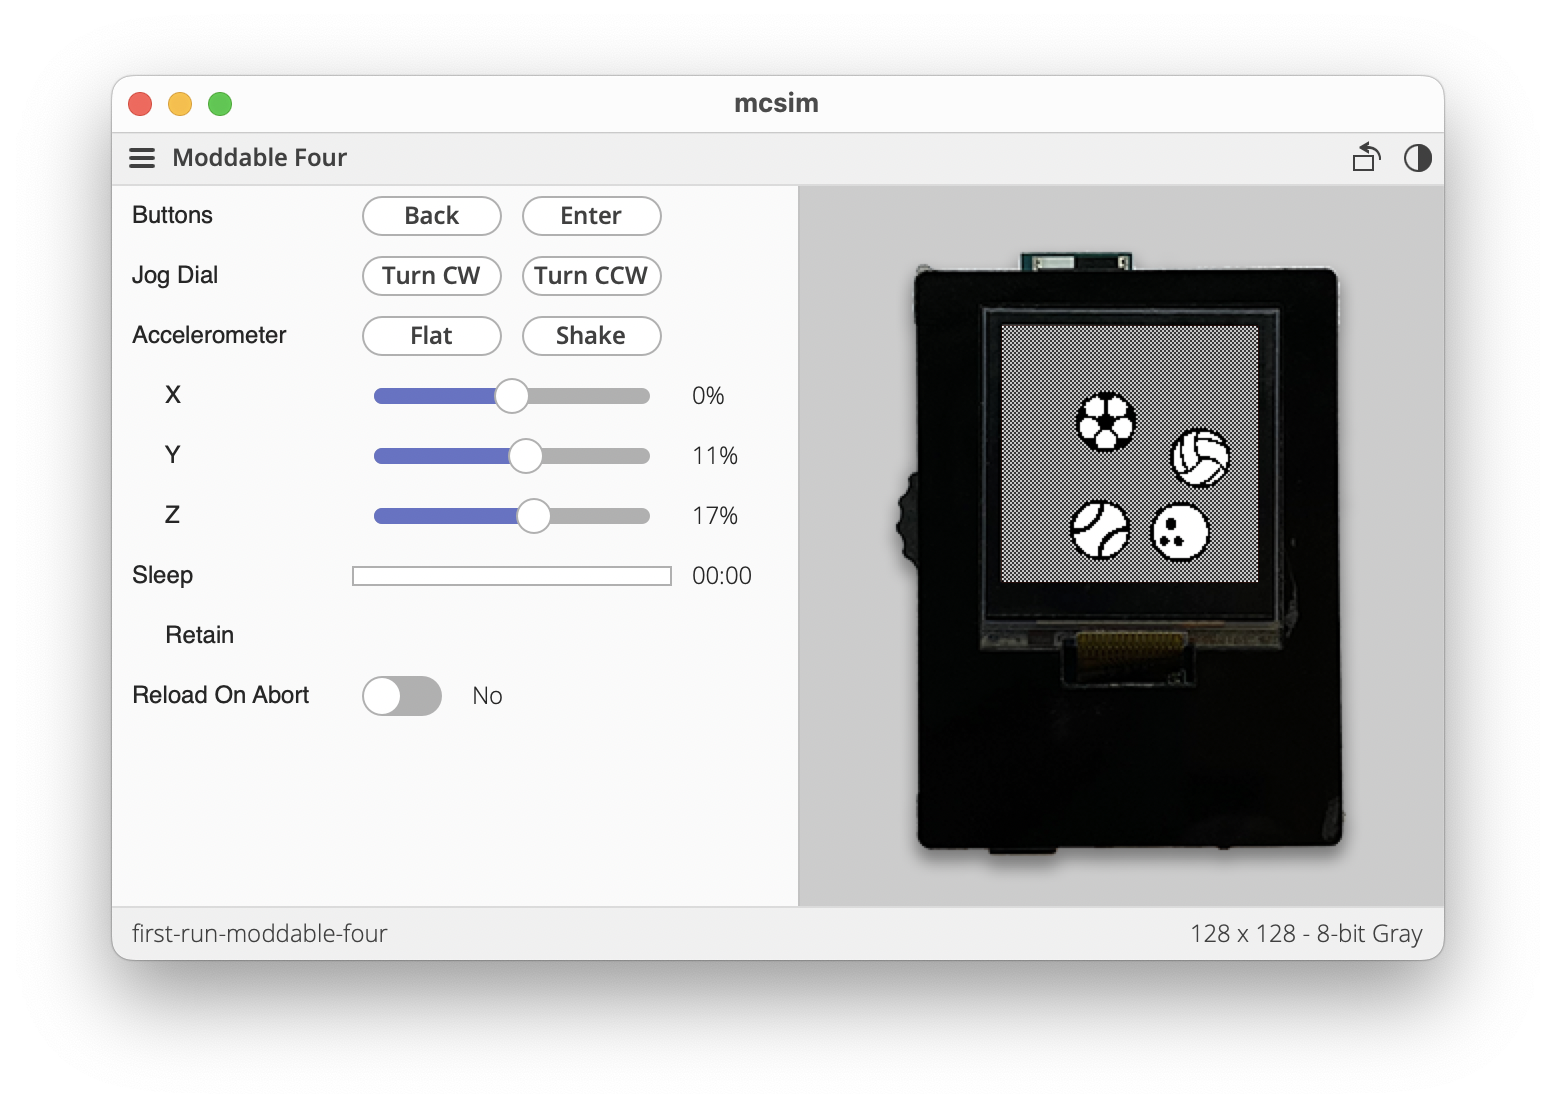 mcsim
Moddable Four
Buttons Back Enter
Jog Dial Turn CW Turn CCW
Accelerometer Flat Shake
X 0%
Y 11%
Z 17%
Sleep 00:00
Retain
Reload On Abort No
first-run-moddable-four 128 x 128 - 8-bit Gray